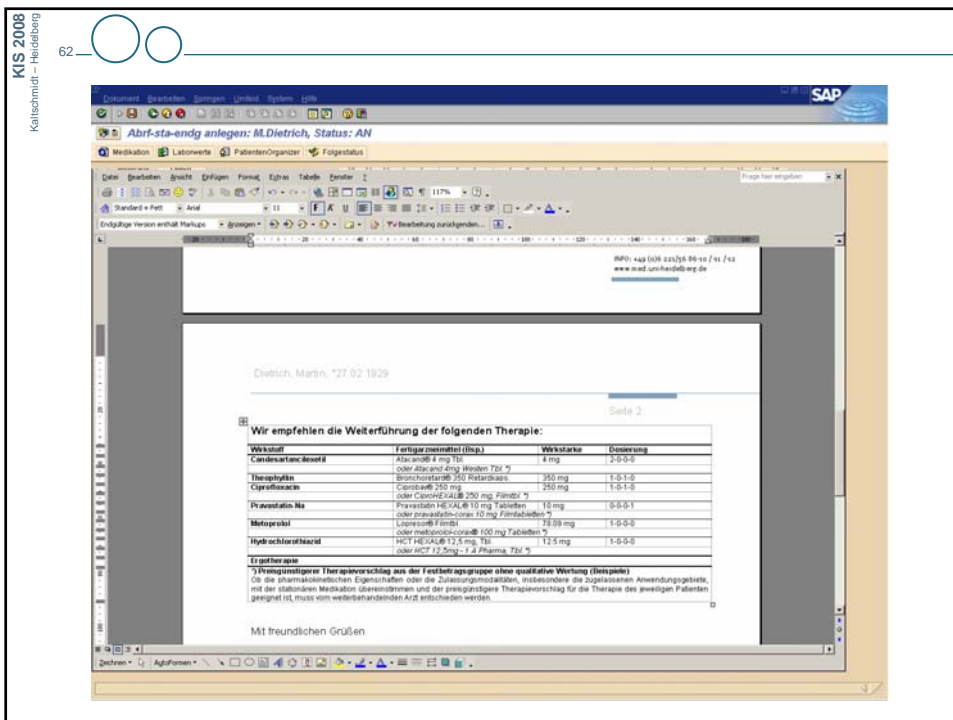 KIS 2008
Kaltschmidt – Heidelberg
62
Dokument Bearbeiten Springen Umfeld System Hilfe
SAP
Abrf-sta-endg anlegen: M.Dietrich, Status: AN
Medikation Laborwerte PatientenOrganizer Folgestatus
Datei Bearbeiten Ansicht Einfügen Format Extras Tabelle Fenster ?
Frage hier eingeben
117%
Standard + Fett Arial 11 F K U
Endgültige Version enthält Markups Anzeigen Bearbeitung zurückgeben...
INFO: +49 (0)6 221/56 86-10 / 11 / 12
www.med.uni-heidelberg.de
Dietrich, Martin, *27.02.1929
Seite 2
Wir empfehlen die Weiterführung der folgenden Therapie:
Wirkstoff Fertigarzneimittel (Bsp.) Wirkstärke Dosierung
Candesartancilexetil Atacand® 4 mg Tbl. 4 mg 2-0-0-0
oder Atacand 4mg Westen Tbl. *)
Theophyllin Bronchoretard® 350 Retardkaps. 350 mg 1-0-1-0
Ciprofloxacin Ciprobay® 250 mg 250 mg 1-0-1-0
oder CiproHEXAL® 250 mg, Filmtbl. *)
Pravastatin-Na Pravastatin HEXAL® 10 mg Tabletten 10 mg 0-0-0-1
oder pravastatin-corax 10 mg Filmtabletten *)
Metoprolol Lopresor® Filmtbl. 78.09 mg 1-0-0-0
oder metoprolol-corax® 100 mg Tabletten *)
Hydrochlorothiazid HCT HEXAL® 12,5 mg, Tbl. 12.5 mg 1-0-0-0
oder HCT 12,5mg - 1 A Pharma, Tbl. *)
Ergotherapie
*) Preisgünstigerer Therapievorschlag aus der Festbetragsgruppe ohne qualitative Wertung (Beispiele)
Ob die pharmakokinetischen Eigenschaften oder die Zulassungsmodalitäten, insbesondere die zugelassenen Anwendungsgebiete,
mit der stationären Medikation übereinstimmen und der preisgünstigere Therapievorschlag für die Therapie des jeweiligen Patienten
geeignet ist, muss vom weiterbehandelnden Arzt entschieden werden.
Mit freundlichen Grüßen
Zeichnen AutoFormen